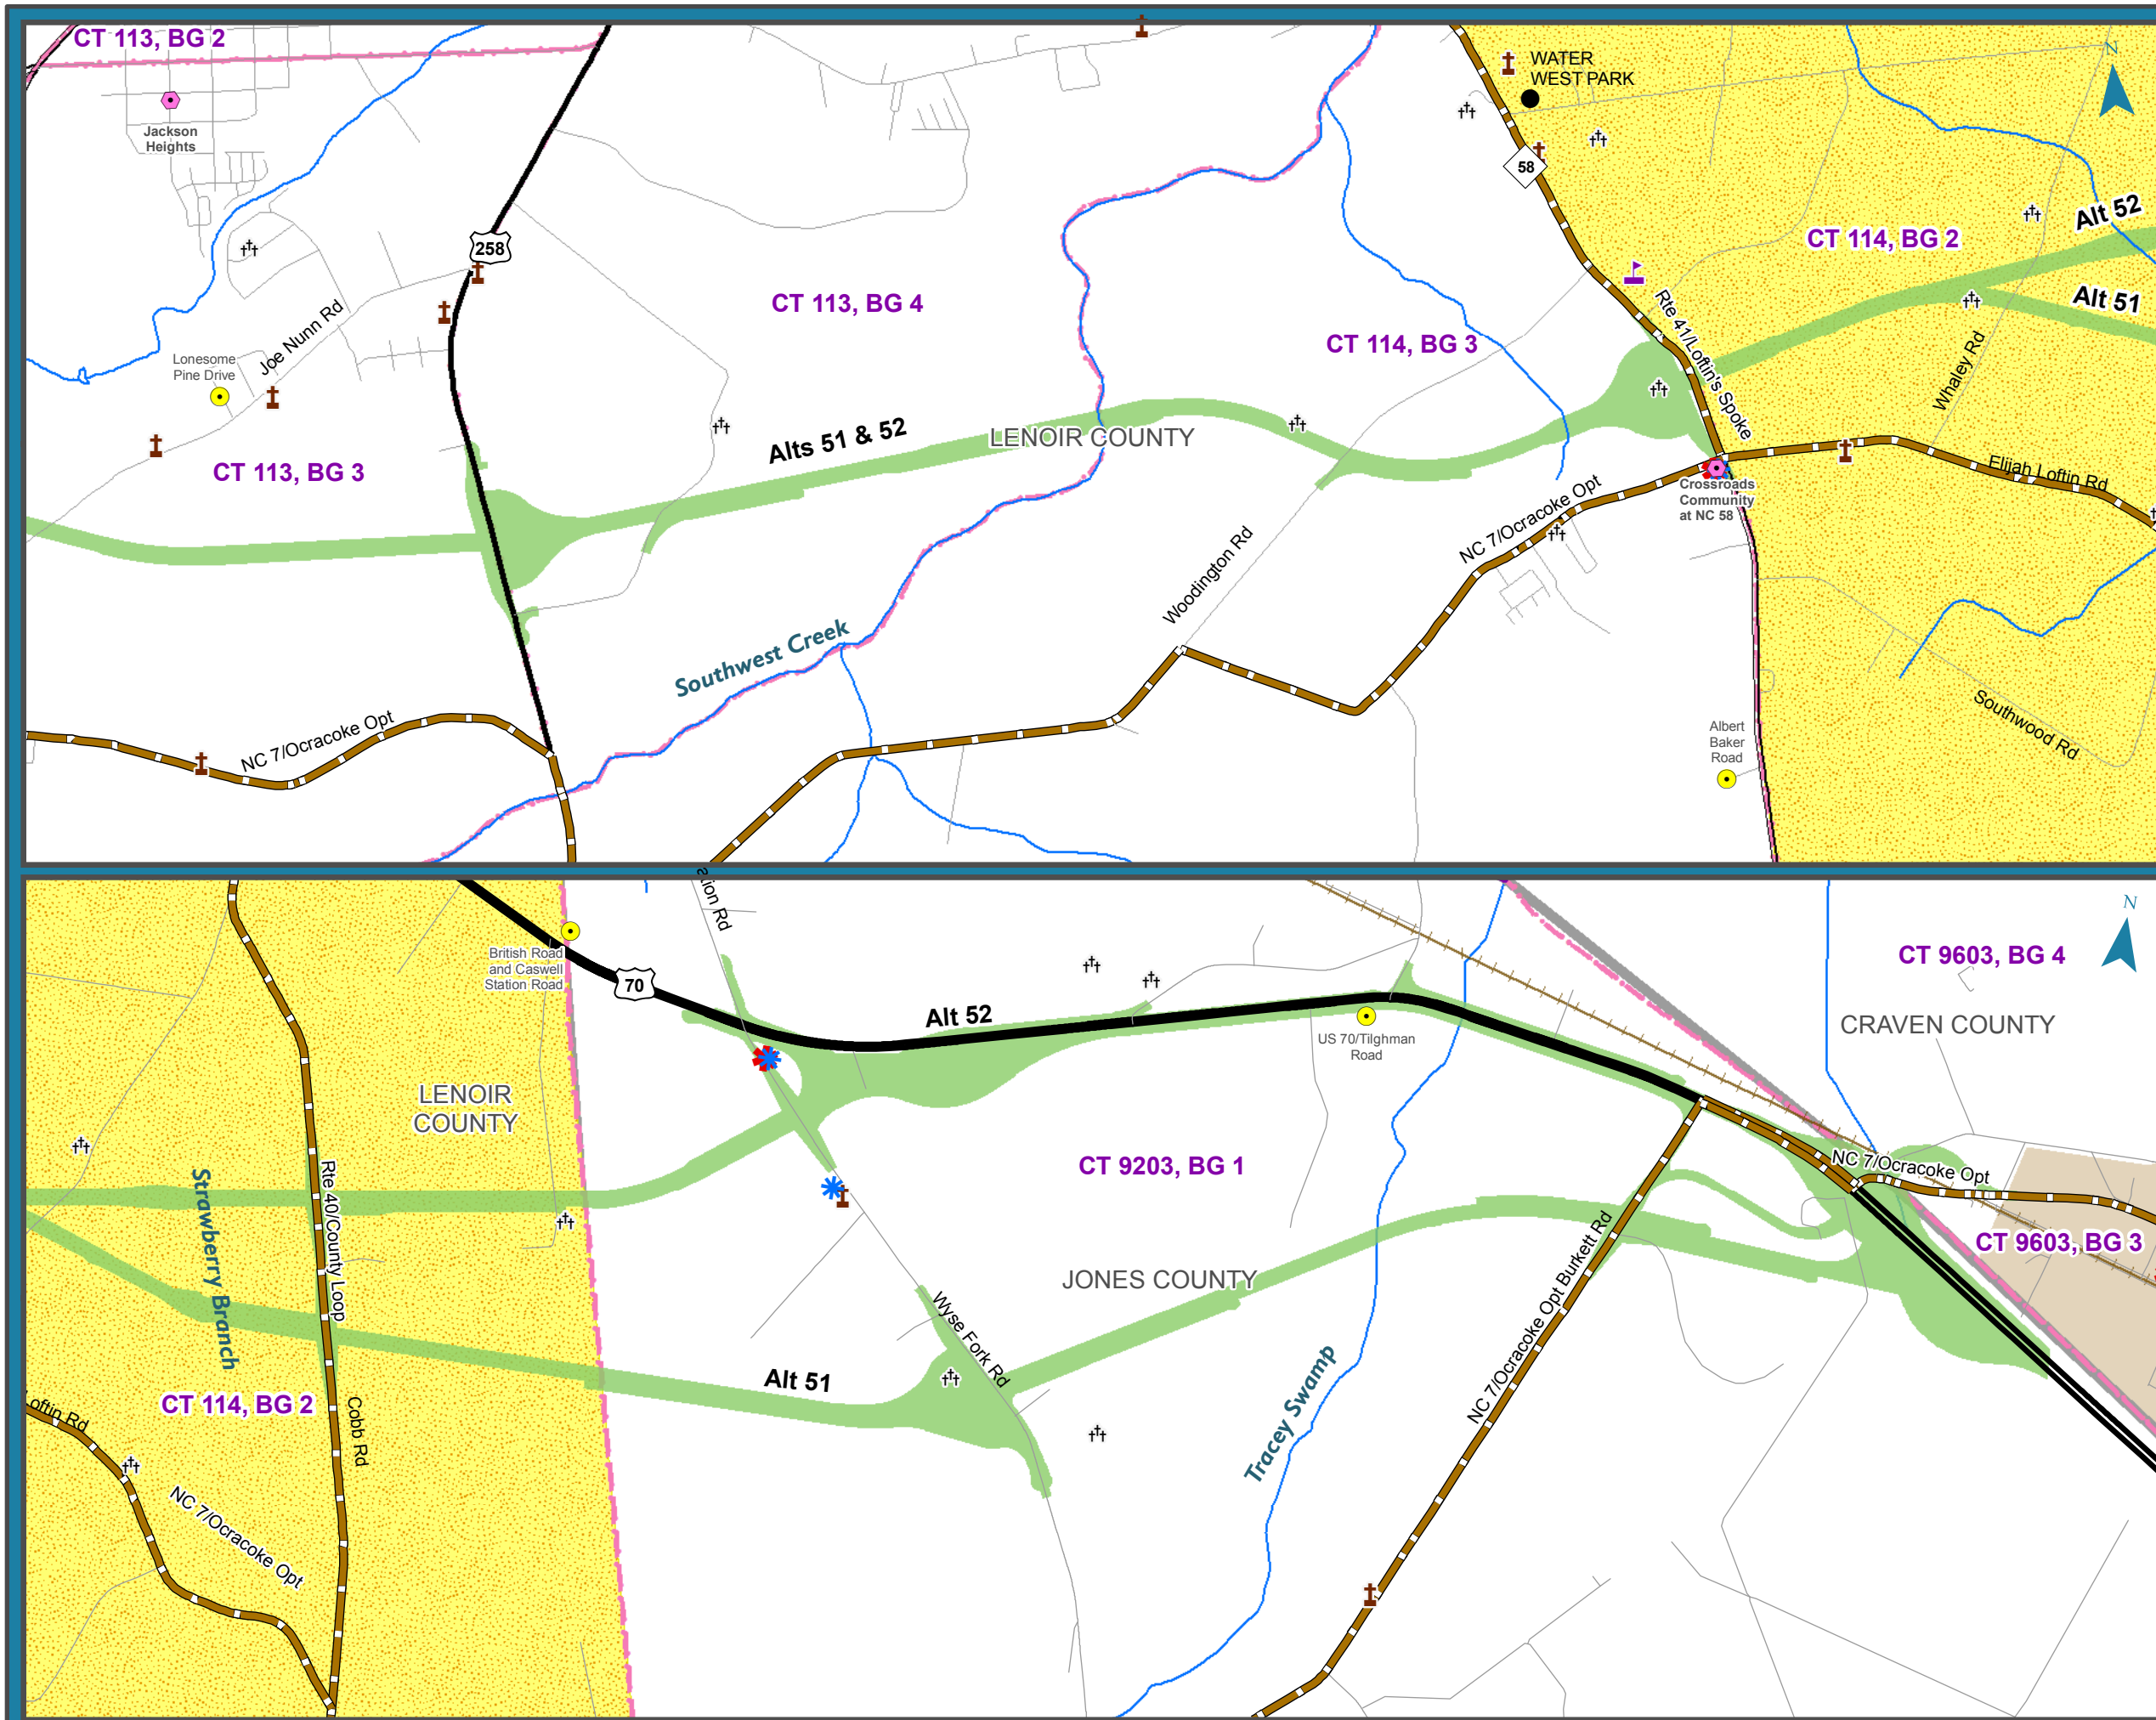 CT 113, BG 2
WATER
WEST PARK
N
Jackson
Heights
58
Alt 52
CT 114, BG 2
258
Alt 51
CT 113, BG 4
Joe Nunn Rd
Rte 41/Loftin's Spoke
CT 114, BG 3
Whaley Rd
Lonesome
Pine Drive
Alts 51 & 52
LENOIR COUNTY
CT 113, BG 3
Elijah Loftin Rd
Crossroads
Community
at NC 58
NC 7/Ocracoke Opt
Woodington Rd
Southwest Creek
Southwood Rd
NC 7/Ocracoke Opt
Albert
Baker
Road
N
British Road
and Caswell
Station Road
70
CT 9603, BG 4
Alt 52
CRAVEN COUNTY
US 70/Tilghman
Road
LENOIR
COUNTY
CT 9203, BG 1
NC 7/Ocracoke Opt
Strawberry Branch
Rte 40/County Loop
CT 9603, BG 3
JONES COUNTY
NC 7/Ocracoke Opt Burkett Rd
Wyse Fork Rd
Alt 51
Tracey Swamp
CT 114, BG 2
Loftin Rd
Cobb Rd
NC 7/Ocracoke Opt